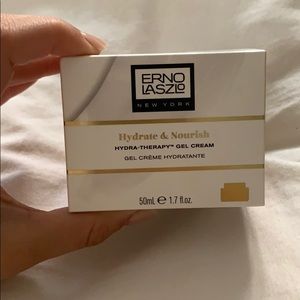 ERNO
LASZLO
NEW YORK
Hydrate & Nourish
HYDRA-THERAPY™ GEL CREAM
GEL CRÈME HYDRATANTE
50mL ℮ 1.7 fl.oz.